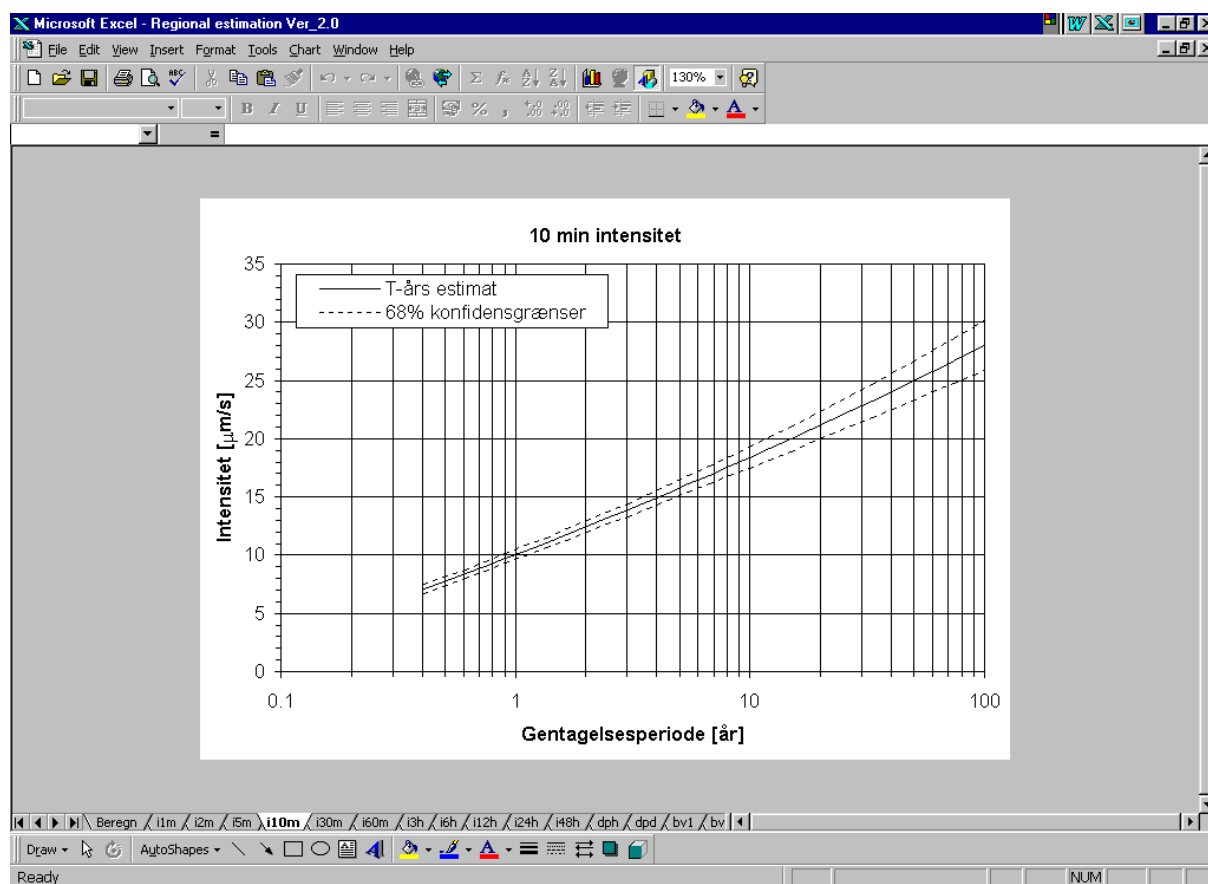 Microsoft Excel - Regional estimation Ver_2.0
File Edit View Insert Format Tools Chart Window Help
ABC 130%
B I U % ,
=
10 min intensitet
T-års estimat
68% konfidensgrænser
35
30
25
20
15
10
5
0
Intensitet [µm/s]
0.1 1 10 100
Gentagelsesperiode [år]
Beregn / i1m / i2m / i5m \ i10m / i30m / i60m / i3h / i6h / i12h / i24h / i48h / dph / dpd / bv1 / bv
Draw AutoShapes
Ready NUM